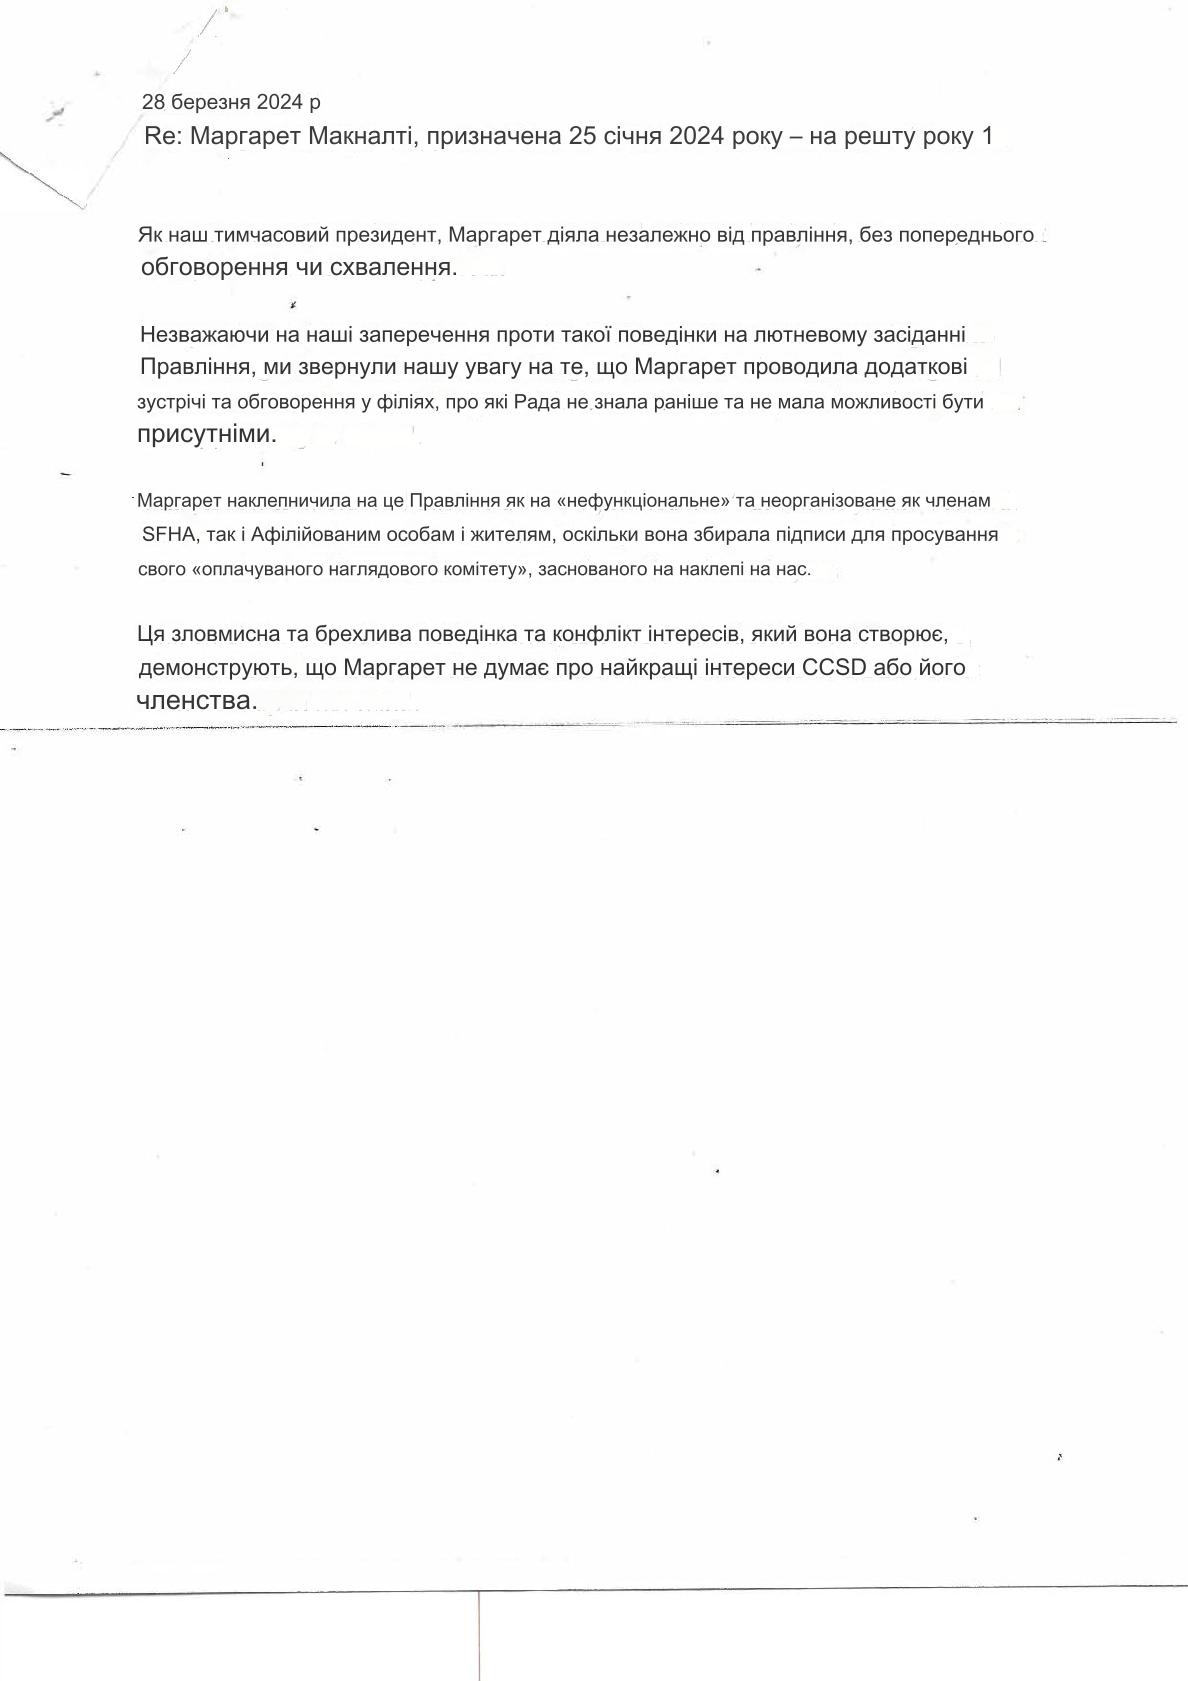 28 березня 2024 р
Re: Маргарет Макналті, призначена 25 січня 2024 року – на решту року 1
Як наш тимчасовий президент, Маргарет діяла незалежно від правління, без попереднього
обговорення чи схвалення.
Незважаючи на наші заперечення проти такої поведінки на лютневому засіданні
Правління, ми звернули нашу увагу на те, що Маргарет проводила додаткові
зустрічі та обговорення у філіях, про які Рада не знала раніше та не мала можливості бути
присутніми.
Маргарет наклепничила на це Правління як на «нефункціональне» та неорганізоване як членам
SFHA, так і Афілійованим особам і жителям, оскільки вона збирала підписи для просування
свого «оплачуваного наглядового комітету», заснованого на наклепі на нас.
Ця зловмисна та брехлива поведінка та конфлікт інтересів, який вона створює,
демонструють, що Маргарет не думає про найкращі інтереси CCSD або його
членства.